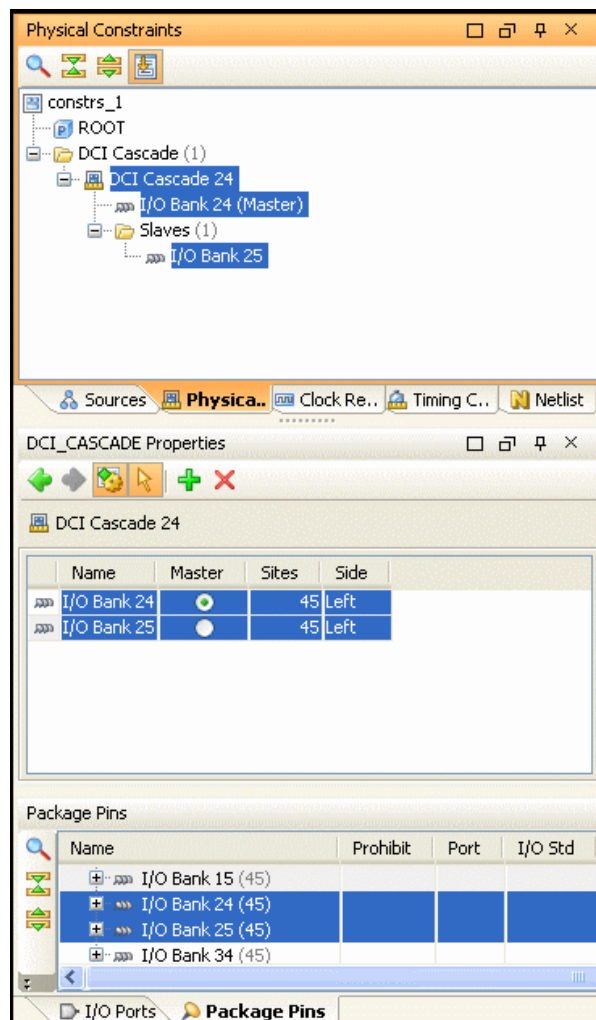 Physical Constraints
constrs_1
ROOT
DCI Cascade (1)
DCI Cascade 24
I/O Bank 24 (Master)
Slaves (1)
I/O Bank 25
Sources Physica.. Clock Re.. Timing C.. Netlist
DCI_CASCADE Properties
DCI Cascade 24
Name Master Sites Side
I/O Bank 24 45 Left
I/O Bank 25 45 Left
Package Pins
Name Prohibit Port I/O Std
I/O Bank 15 (45)
I/O Bank 24 (45)
I/O Bank 25 (45)
I/O Bank 34 (45)
I/O Ports Package Pins